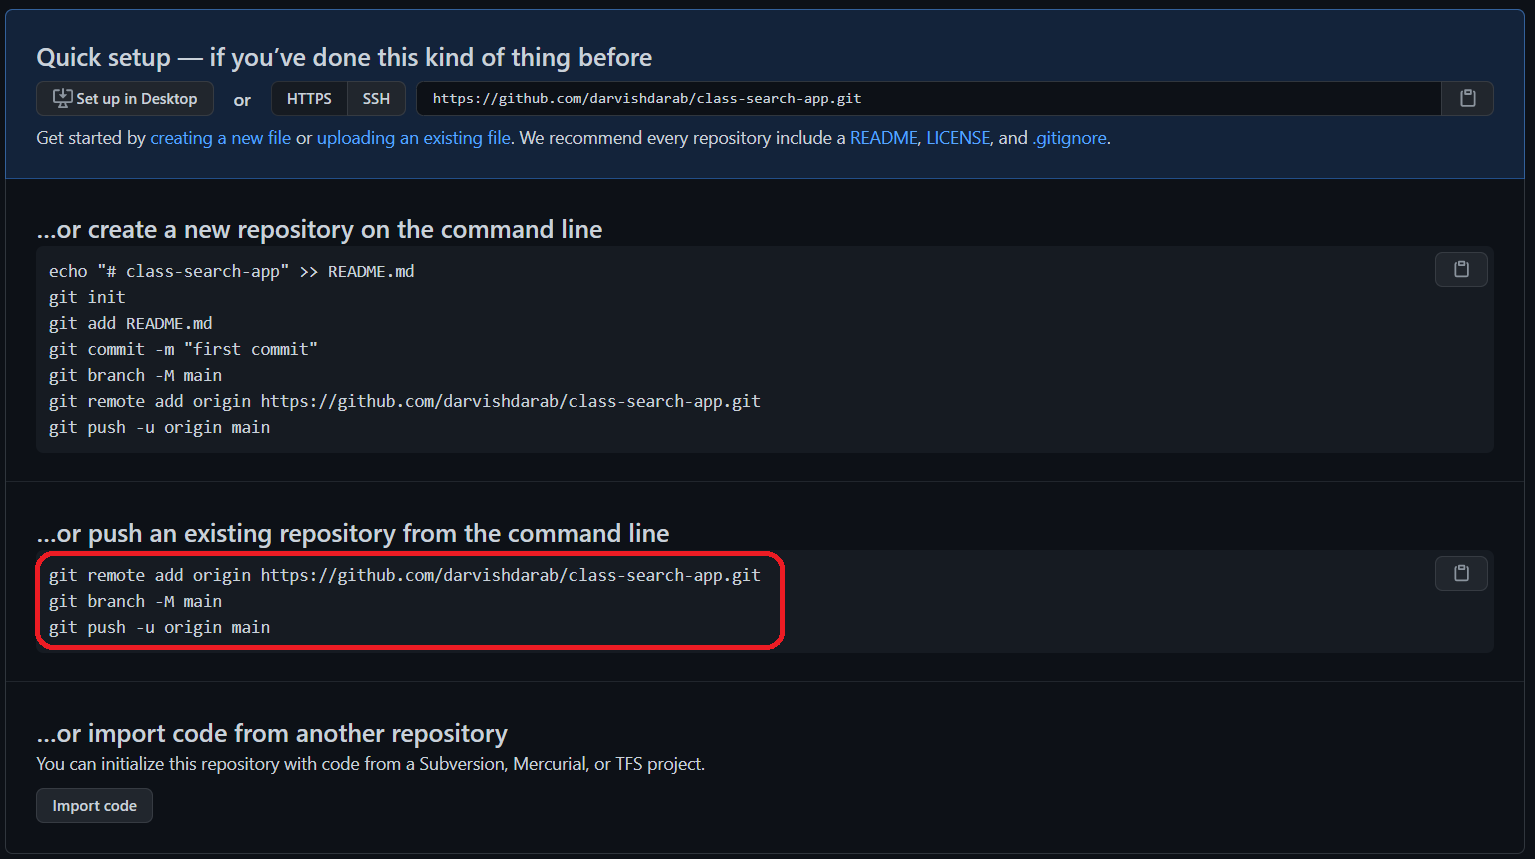 Quick setup — if you’ve done this kind of thing before
Set up in Desktop or HTTPS SSH https://github.com/darvishdarab/class-search-app.git
Get started by creating a new file or uploading an existing file. We recommend every repository include a README, LICENSE, and .gitignore.
…or create a new repository on the command line
echo "# class-search-app" >> README.md
git init
git add README.md
git commit -m "first commit"
git branch -M main
git remote add origin https://github.com/darvishdarab/class-search-app.git
git push -u origin main
…or push an existing repository from the command line
git remote add origin https://github.com/darvishdarab/class-search-app.git
git branch -M main
git push -u origin main
…or import code from another repository
You can initialize this repository with code from a Subversion, Mercurial, or TFS project.
Import code